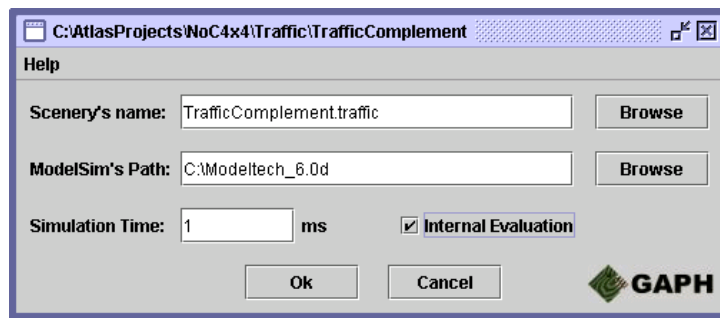 C:\AtlasProjects\NoC4x4\Traffic\TrafficComplement
Help
Scenery's name: TrafficComplement.traffic Browse
ModelSim's Path: C:\Modeltech_6.0d Browse
Simulation Time: 1 ms Internal Evaluation
Ok Cancel GAPH